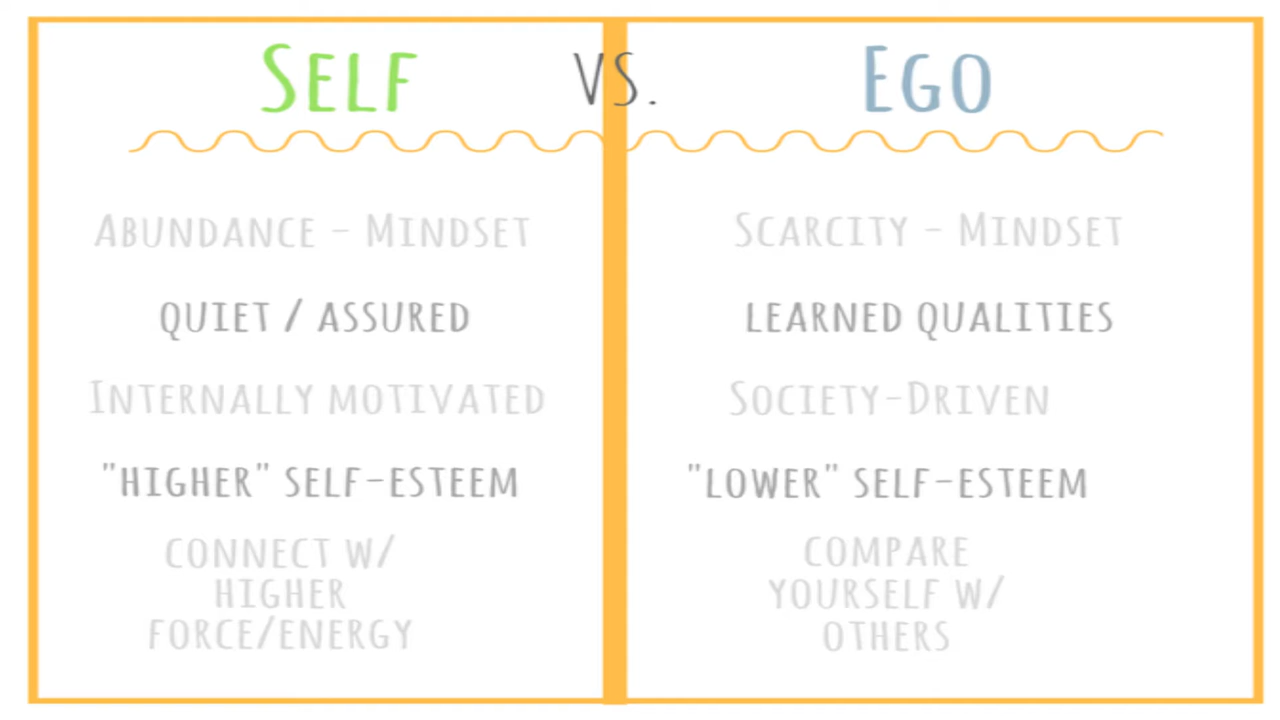 Self vs. Ego
Abundance - Mindset
Scarcity - Mindset
quiet / assured
learned qualities
Internally motivated
Society-Driven
"higher" self-esteem
"lower" self-esteem
connect w/
higher
force/energy
compare
yourself w/
others